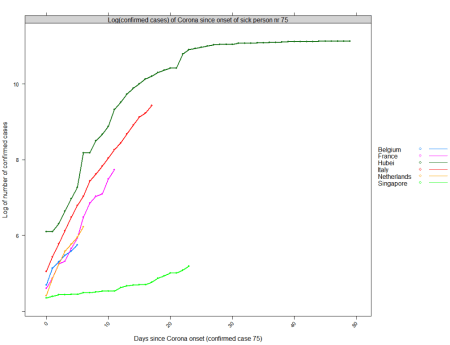 Log(confirmed cases) of Corona since onset of sick person nr 75
Log of number of confirmed cases
10
8
6
0
10
20
30
40
Days since Corona onset (confirmed case 75)
Belgium
France
Hubei
Italy
Netherlands
Singapore